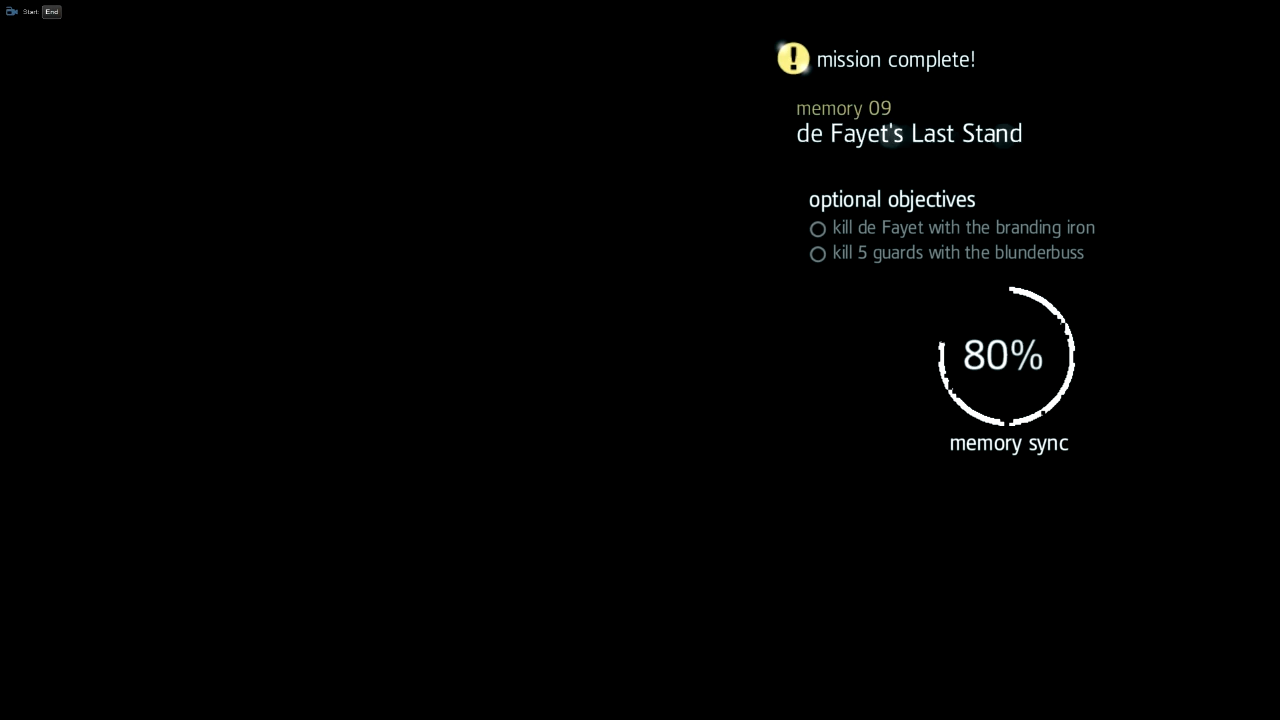 Start: End
mission complete!
memory 09
de Fayet's Last Stand
optional objectives
kill de Fayet with the branding iron
kill 5 guards with the blunderbuss
80%
memory sync